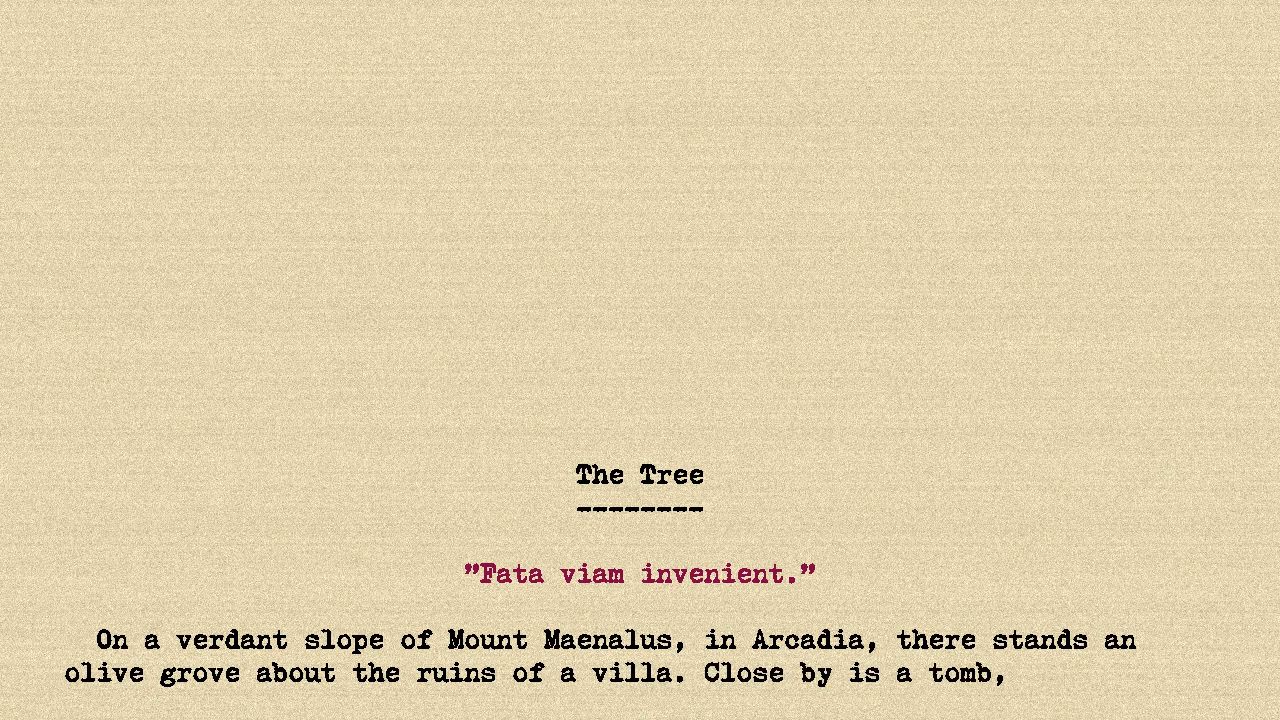 The Tree
--------
”Fata viam invenient.”
On a verdant slope of Mount Maenalus, in Arcadia, there stands an
olive grove about the ruins of a villa. Close by is a tomb,